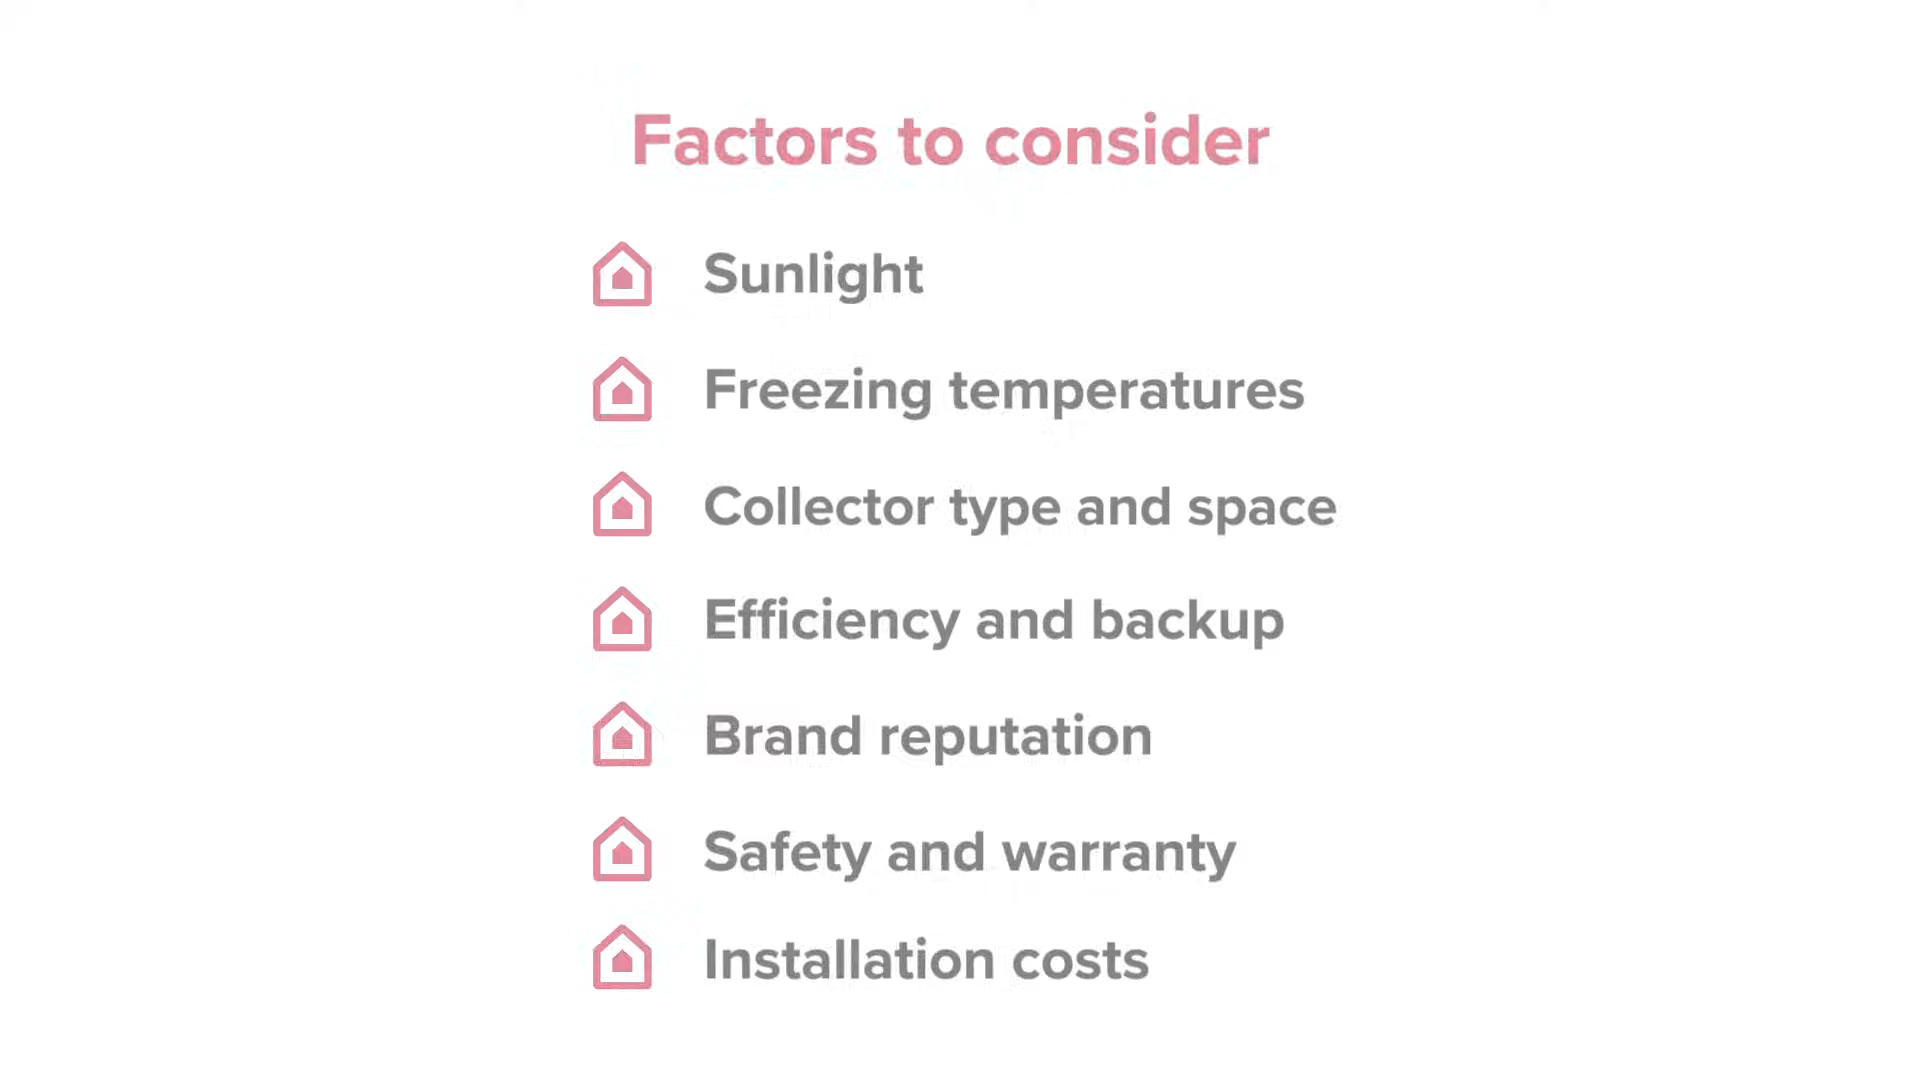 Factors to consider
Sunlight
Freezing temperatures
Collector type and space
Efficiency and backup
Brand reputation
Safety and warranty
Installation costs